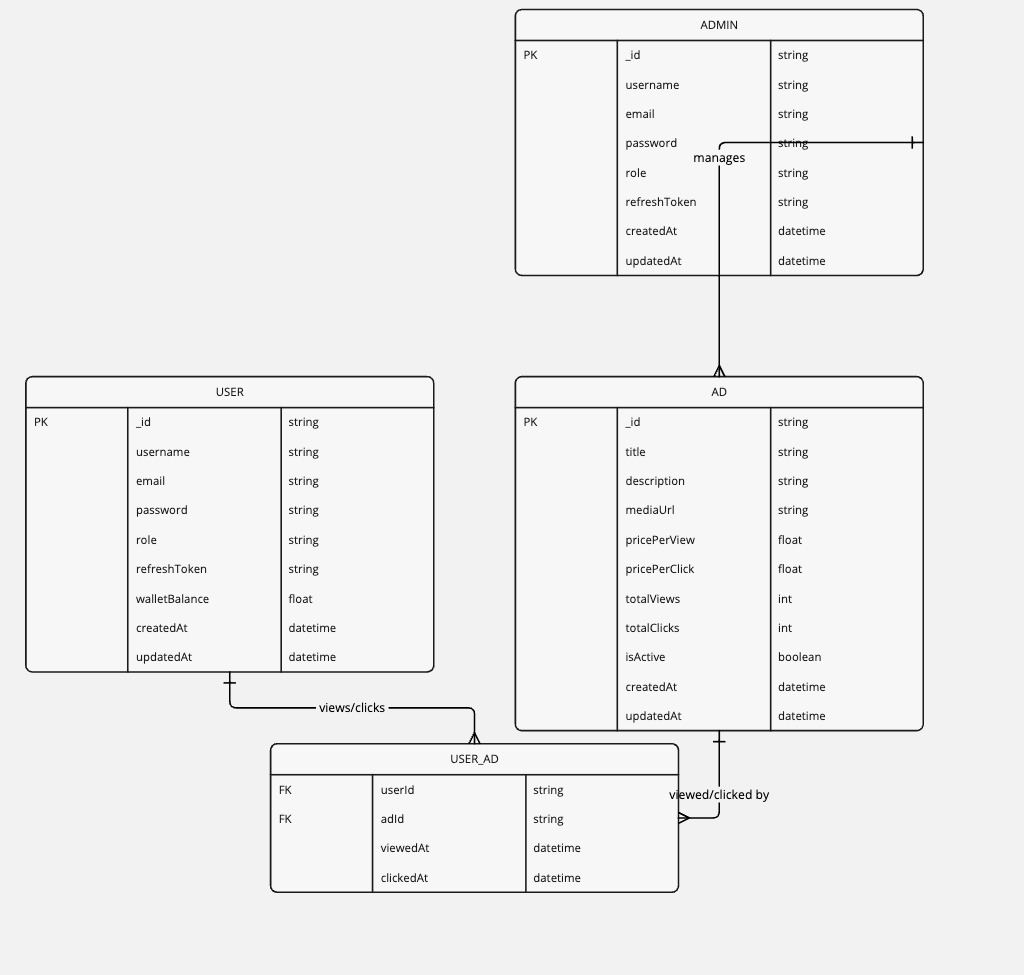 ADMIN
PK _id string
username string
email string
password string
manages
role string
refreshToken string
createdAt datetime
updatedAt datetime
USER
PK _id string
username string
email string
password string
role string
refreshToken string
walletBalance float
createdAt datetime
updatedAt datetime
AD
PK _id string
title string
description string
mediaUrl string
pricePerView float
pricePerClick float
totalViews int
totalClicks int
isActive boolean
createdAt datetime
updatedAt datetime
views/clicks
USER_AD
FK userId string
FK adId string
viewedAt datetime
clickedAt datetime
viewed/clicked by